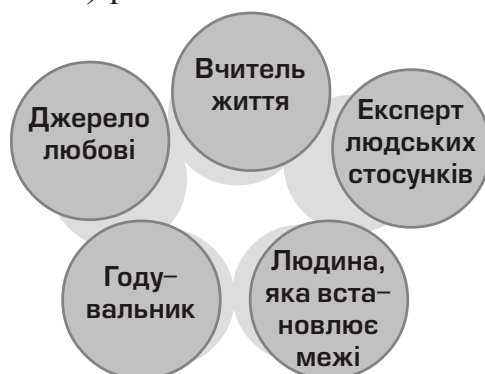 Вчитель
життя
Джерело
любові
Експерт
людських
стосунків
Году–
вальник
Людина,
яка вста–
новлює
межі